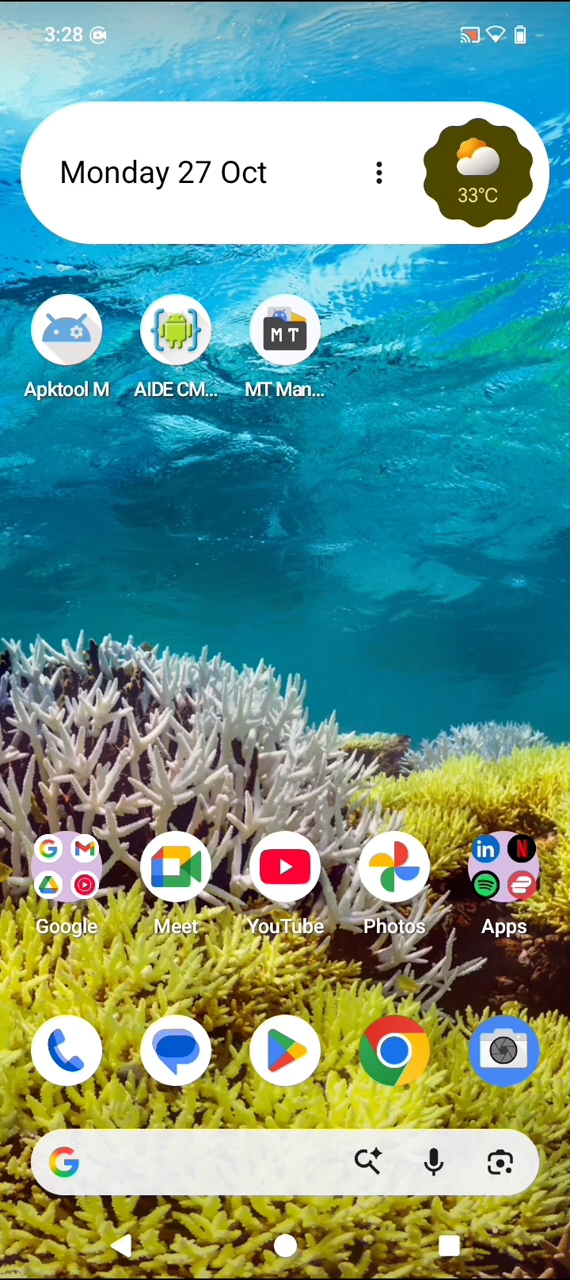 3:28
Monday 27 Oct
33°C
MT
Apktool M
AIDE CM...
MT Man...
Google
Meet
YouTube
Photos
Apps